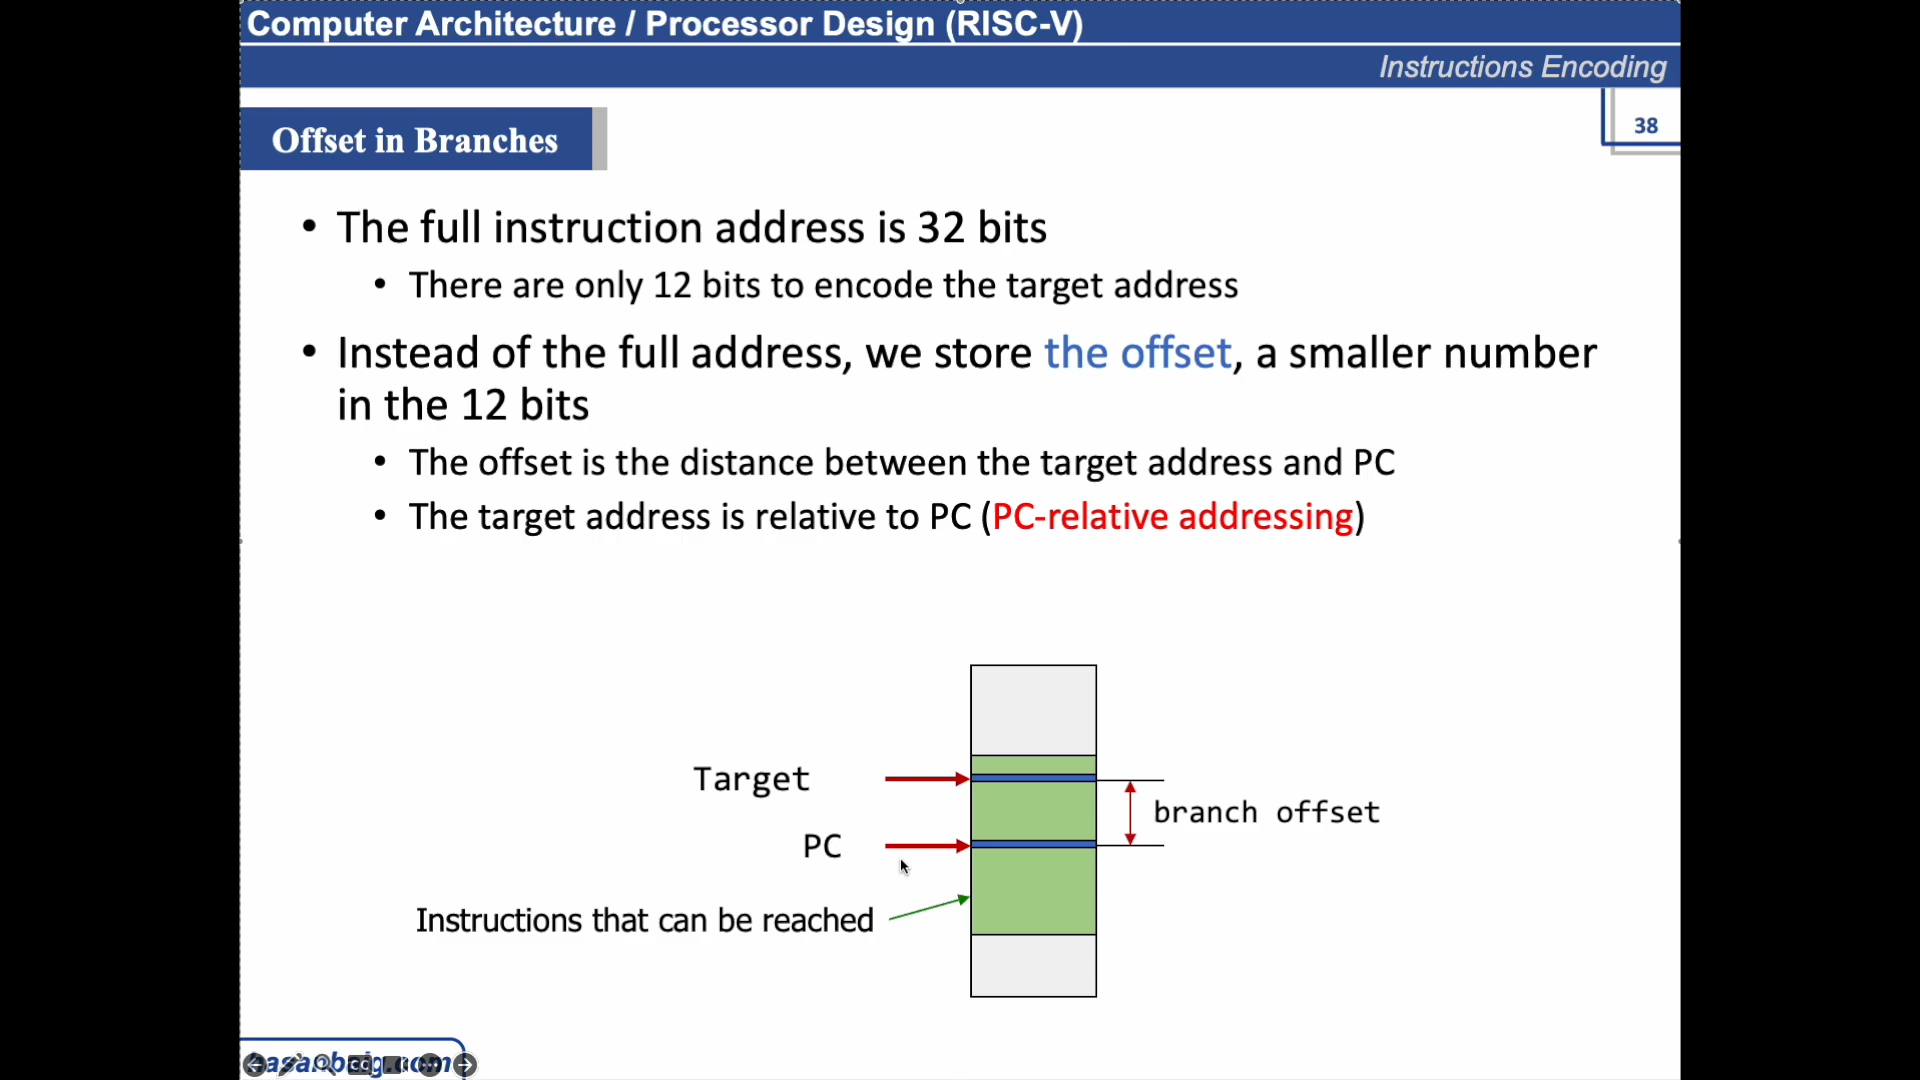 Computer Architecture / Processor Design (RISC-V)
Instructions Encoding
38
Offset in Branches
• The full instruction address is 32 bits
• There are only 12 bits to encode the target address
• Instead of the full address, we store the offset, a smaller number
in the 12 bits
• The offset is the distance between the target address and PC
• The target address is relative to PC (PC-relative addressing)
Target
branch offset
PC
Instructions that can be reached